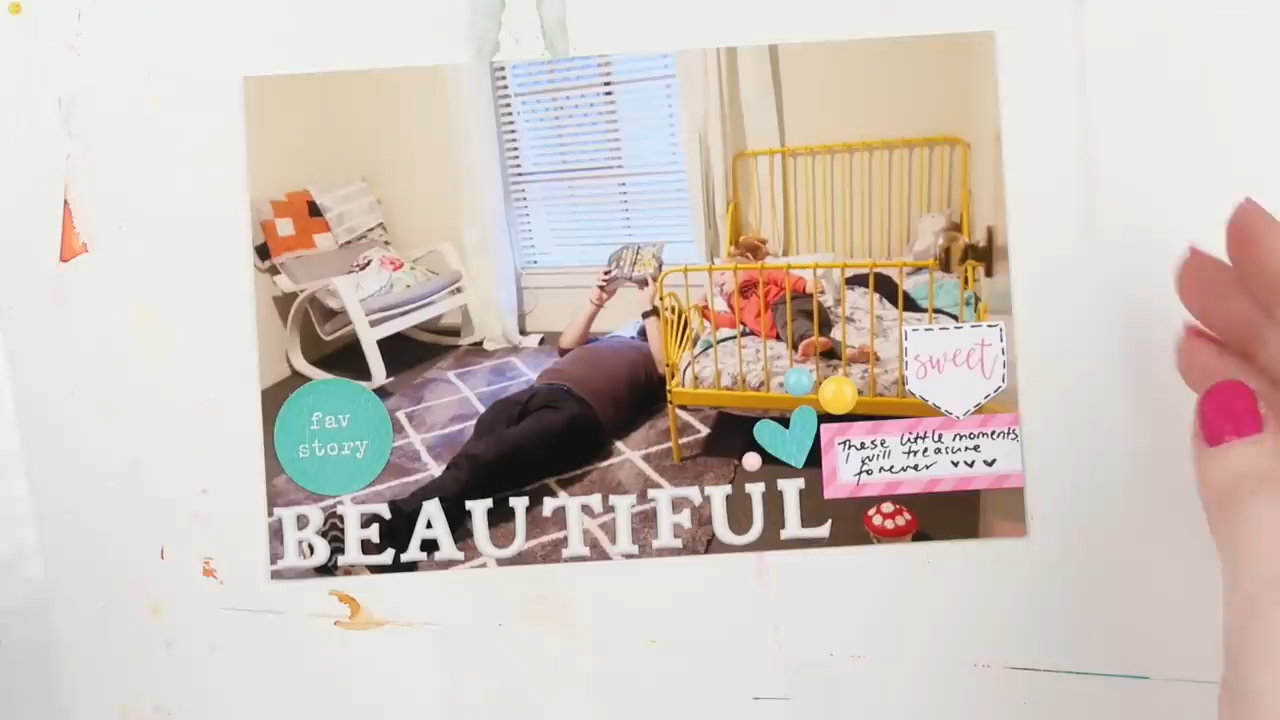 sweet
fav
story
These little moments
I will treasure
forever
BEAUTIFUL